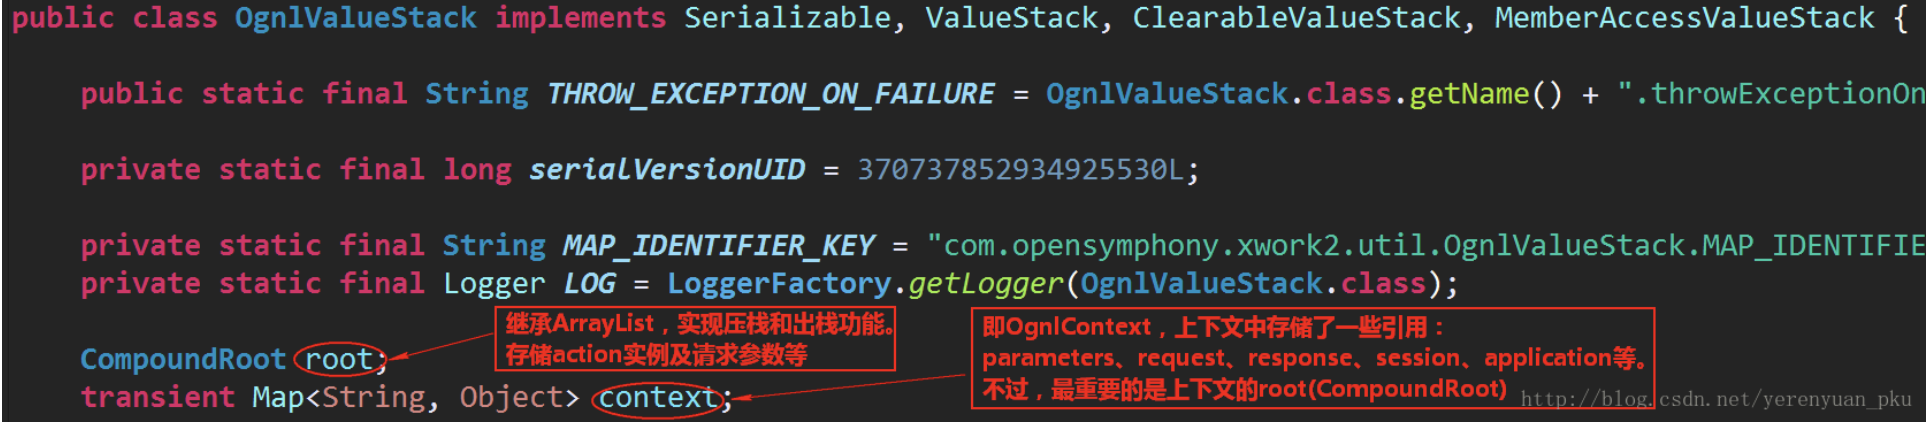 public class OgnlValueStack implements Serializable, ValueStack, ClearableValueStack, MemberAccessValueStack {
public static final String THROW_EXCEPTION_ON_FAILURE = OgnlValueStack.class.getName() + ".throwExceptionOn
private static final long serialVersionUID = 370737852934925530L;
private static final String MAP_IDENTIFIER_KEY = "com.opensymphony.xwork2.util.OgnlValueStack.MAP_IDENTIFIE
private static final Logger LOG = LoggerFactory.getLogger(OgnlValueStack.class);
继承ArrayList，实现压栈和出栈功能。
存储action实例及请求参数等
即OgnlContext，上下文中存储了一些引用：
parameters、request、response、session、application等。
不过，最重要的是上下文的root(CompoundRoot)
CompoundRoot root;
transient Map<String, Object> context;
http://blog.csdn.net/yerenyuan_pku